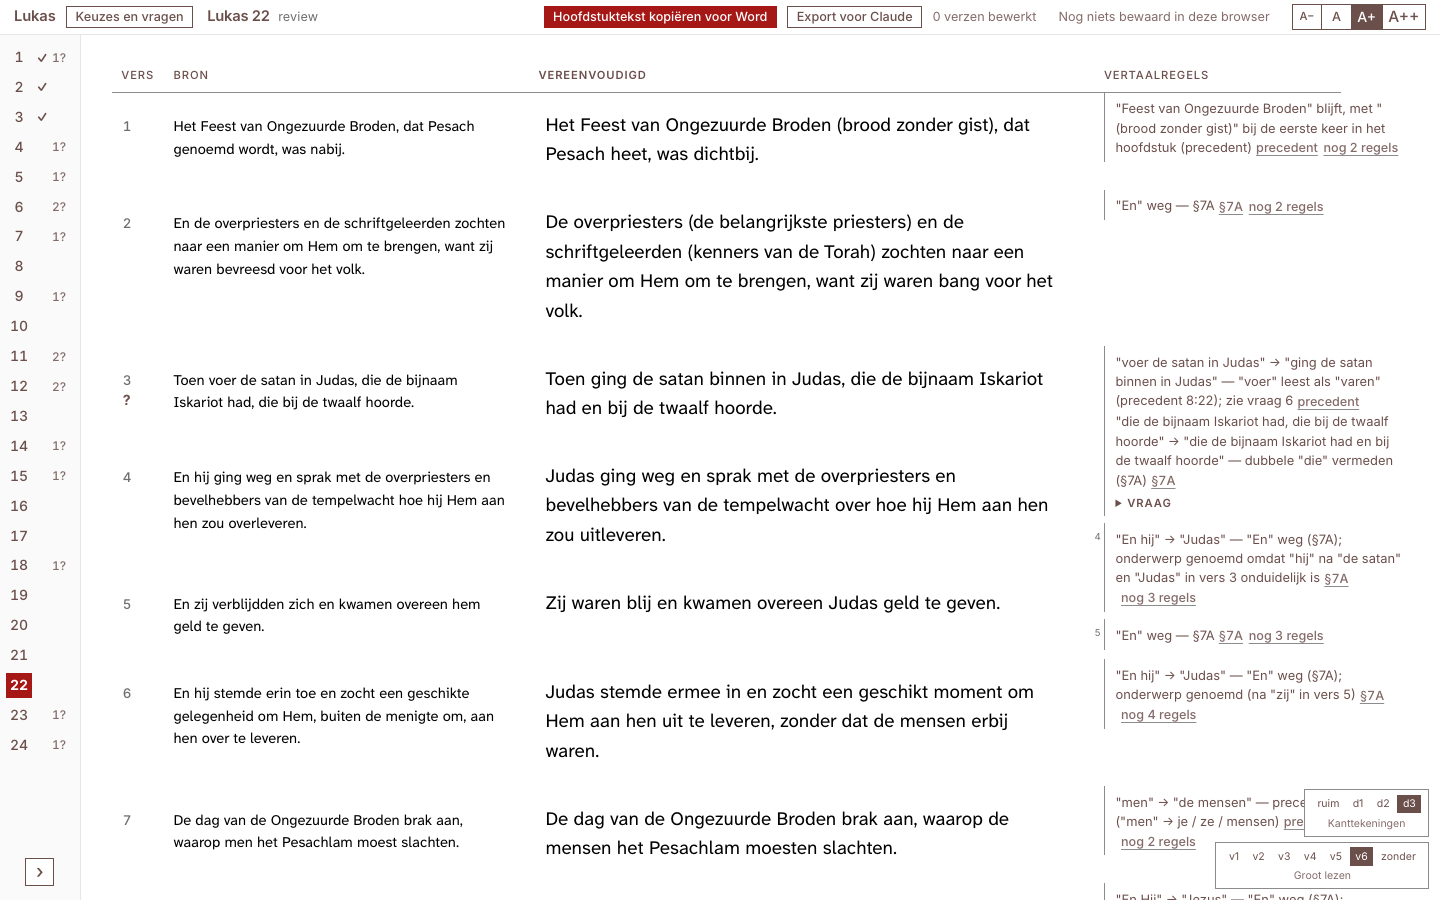 Lukas Keuzes en vragen Lukas 22 review Hoofdstuktekst kopiëren voor Word Export voor Claude 0 verzen bewerkt Nog niets bewaard in deze browser A− A A+ A++
1 ✓ 1?
2 ✓
3 ✓
4 1?
5 1?
6 2?
7 1?
8
9 1?
10
11 2?
12 2?
13
14 1?
15 1?
16
17
18 1?
19
20
21
22
23 1?
24 1?
›
VERS BRON VEREENVOUDIGD VERTAALREGELS
1
Het Feest van Ongezuurde Broden, dat Pesach
genoemd wordt, was nabij.
Het Feest van Ongezuurde Broden (brood zonder gist), dat
Pesach heet, was dichtbij.
"Feest van Ongezuurde Broden" blijft, met "
(brood zonder gist)" bij de eerste keer in het
hoofdstuk (precedent) precedent nog 2 regels
2
En de overpriesters en de schriftgeleerden zochten
naar een manier om Hem om te brengen, want zij
waren bevreesd voor het volk.
De overpriesters (de belangrijkste priesters) en de
schriftgeleerden (kenners van de Torah) zochten naar een
manier om Hem om te brengen, want zij waren bang voor het
volk.
"En" weg — §7A §7A nog 2 regels
3
?
Toen voer de satan in Judas, die de bijnaam
Iskariot had, die bij de twaalf hoorde.
Toen ging de satan binnen in Judas, die de bijnaam Iskariot
had en bij de twaalf hoorde.
"voer de satan in Judas" → "ging de satan
binnen in Judas" — "voer" leest als "varen"
(precedent 8:22); zie vraag 6 precedent
"die de bijnaam Iskariot had, die bij de twaalf
hoorde" → "die de bijnaam Iskariot had en bij
de twaalf hoorde" — dubbele "die" vermeden
(§7A) §7A
▶ VRAAG
4
En hij ging weg en sprak met de overpriesters en
bevelhebbers van de tempelwacht hoe hij Hem aan
hen zou overleveren.
Judas ging weg en sprak met de overpriesters en
bevelhebbers van de tempelwacht over hoe hij Hem aan hen
zou uitleveren.
4
"En hij" → "Judas" — "En" weg (§7A);
onderwerp genoemd omdat "hij" na "de satan"
en "Judas" in vers 3 onduidelijk is §7A
nog 3 regels
5
En zij verblijdden zich en kwamen overeen hem
geld te geven.
Zij waren blij en kwamen overeen Judas geld te geven.
5
"En" weg — §7A §7A nog 3 regels
6
En hij stemde erin toe en zocht een geschikte
gelegenheid om Hem, buiten de menigte om, aan
hen over te leveren.
Judas stemde ermee in en zocht een geschikt moment om
Hem aan hen uit te leveren, zonder dat de mensen erbij
waren.
"En hij" → "Judas" — "En" weg (§7A);
onderwerp genoemd (na "zij" in vers 5) §7A
nog 4 regels
7
De dag van de Ongezuurde Broden brak aan,
waarop men het Pesachlam moest slachten.
De dag van de Ongezuurde Broden brak aan, waarop de
mensen het Pesachlam moesten slachten.
"men" → "de mensen" —
("men" → je / ze / mensen)
nog 2 regels
"En Hij" → "Jezus" — "En" weg (§7A);
ruim d1 d2 d3
Kanttekeningen
v1 v2 v3 v4 v5 v6 zonder
Groot lezen